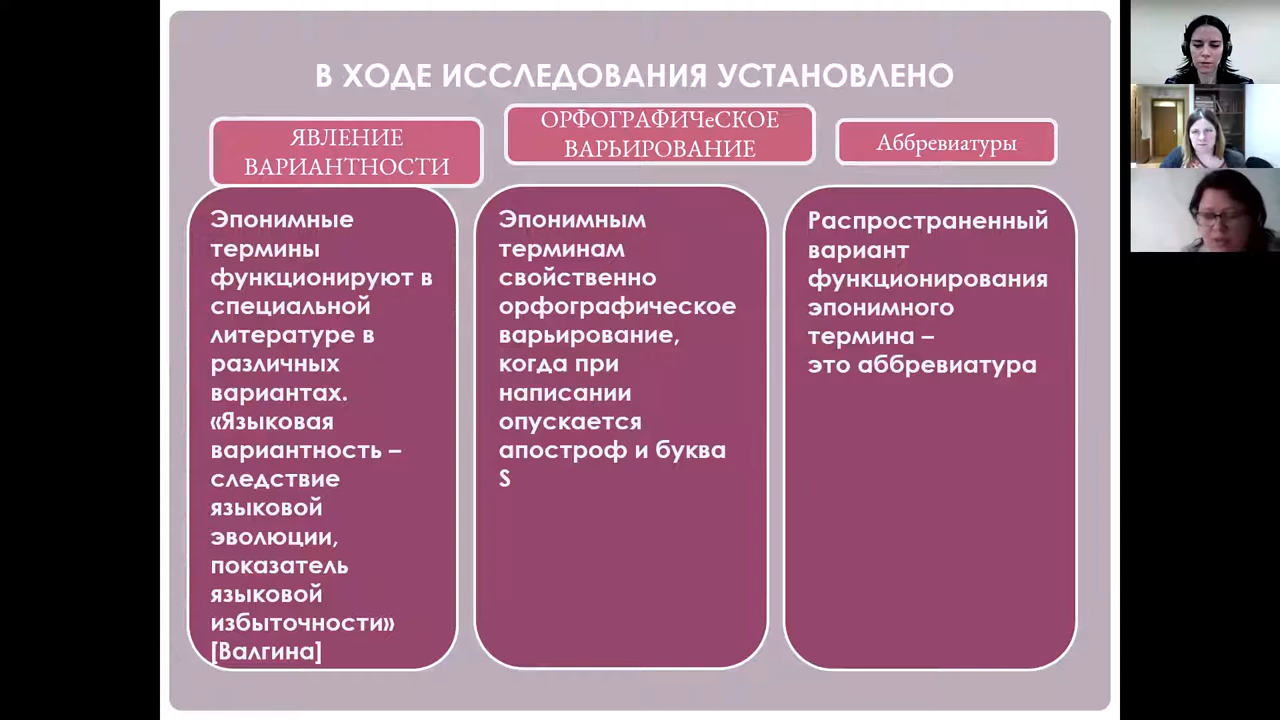 В ХОДЕ ИССЛЕДОВАНИЯ УСТАНОВЛЕНО
ЯВЛЕНИЕ
ВАРИАНТНОСТИ
Эпонимные
термины
функционируют в
специальной
литературе в
различных
вариантах.
«Языковая
вариантность –
следствие
языковой
эволюции,
показатель
языковой
избыточности»
[Валгина]
ОРФОГРАФИЧеСКОЕ
ВАРЬИРОВАНИЕ
Эпонимным
терминам
свойственно
орфографическое
варьирование,
когда при
написании
опускается
апостроф и буква
S
Аббревиатуры
Распространенный
вариант
функционирования
эпонимного
термина –
это аббревиатура